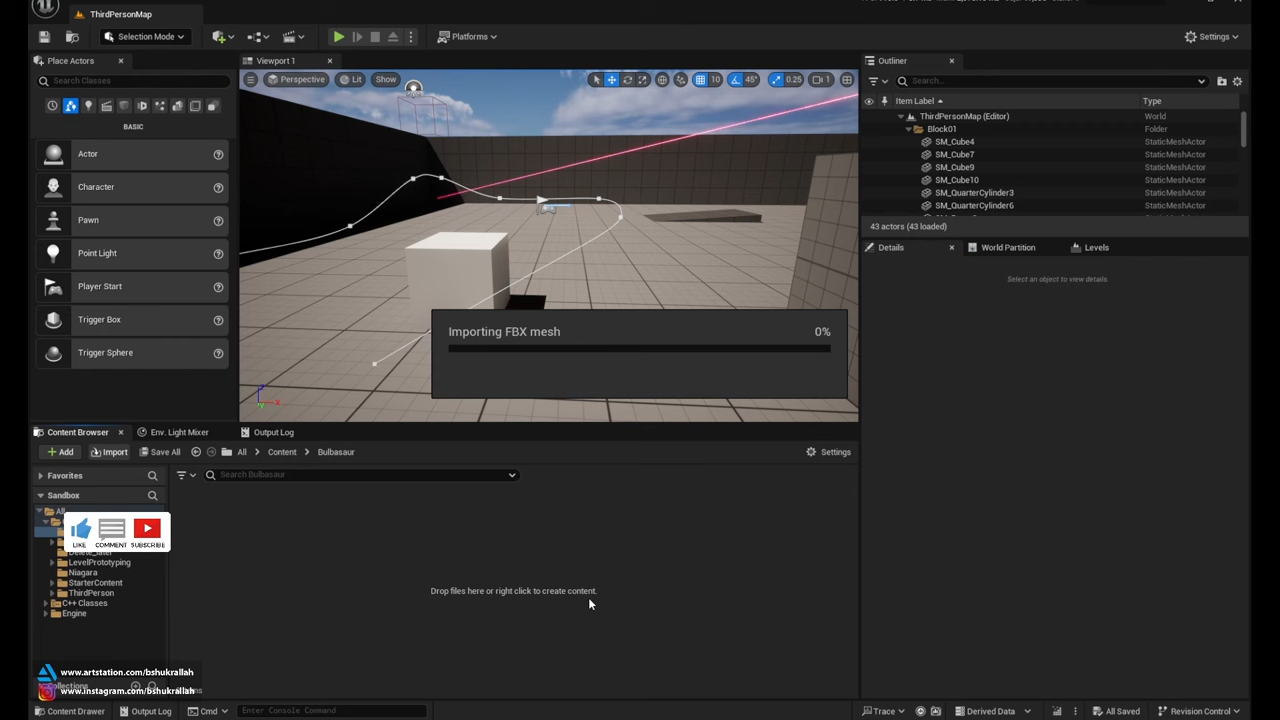 ThirdPersonMap
Selection Mode
Platforms
Settings
Place Actors
Search Classes
BASIC
Actor
Character
Pawn
Point Light
Player Start
Trigger Box
Trigger Sphere
Viewport 1
Perspective Lit Show 10 45° 0.25 1
Importing FBX mesh 0%
Outliner
Search...
Item Label Type
ThirdPersonMap (Editor) World
Block01 Folder
SM_Cube4 StaticMeshActor
SM_Cube7 StaticMeshActor
SM_Cube9 StaticMeshActor
SM_Cube10 StaticMeshActor
SM_QuarterCylinder3 StaticMeshActor
SM_QuarterCylinder6 StaticMeshActor
43 actors (43 loaded)
Details World Partition Levels
Select an object to view details.
Content Browser Env. Light Mixer Output Log
Add Import Save All All Content Bulbasaur Settings
Favorites
Search Bulbasaur
Sandbox
All
LIKE COMMENT SUBSCRIBE
LevelPrototyping
Niagara
StarterContent
ThirdPerson
C++ Classes
Engine
Drop files here or right click to create content.
www.artstation.com/bshukrallah
www.instagram.com/bshukrallah
Content Drawer Output Log Cmd Enter Console Command Trace Derived Data All Saved Revision Control